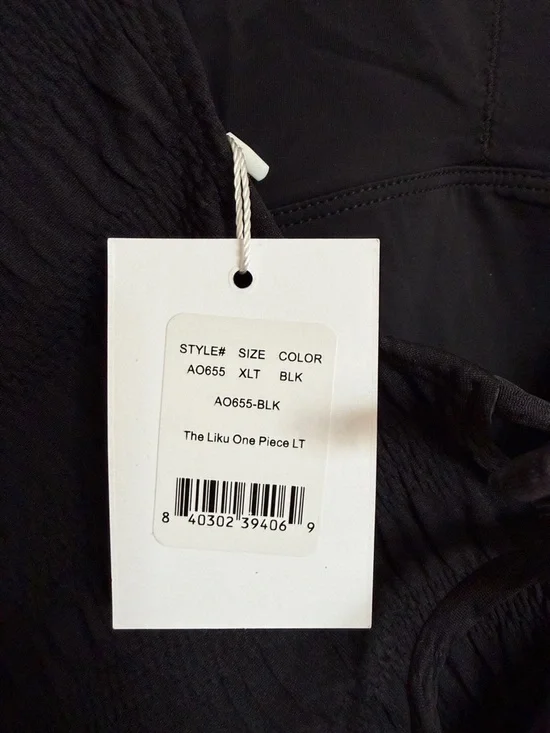 STYLE# SIZE COLOR
AO655 XLT BLK
AO655-BLK
The Liku One Piece LT
8 40302 39406 9